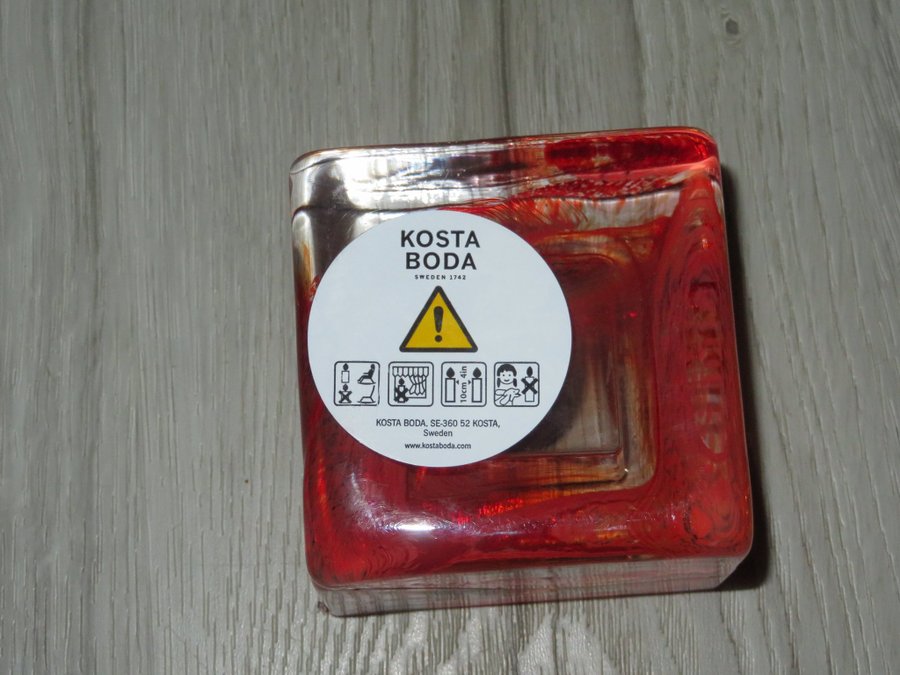 KOSTA
BODA
SWEDEN 1742
10cm 4in
KOSTA BODA, SE-360 52 KOSTA,
Sweden
www.kostaboda.com